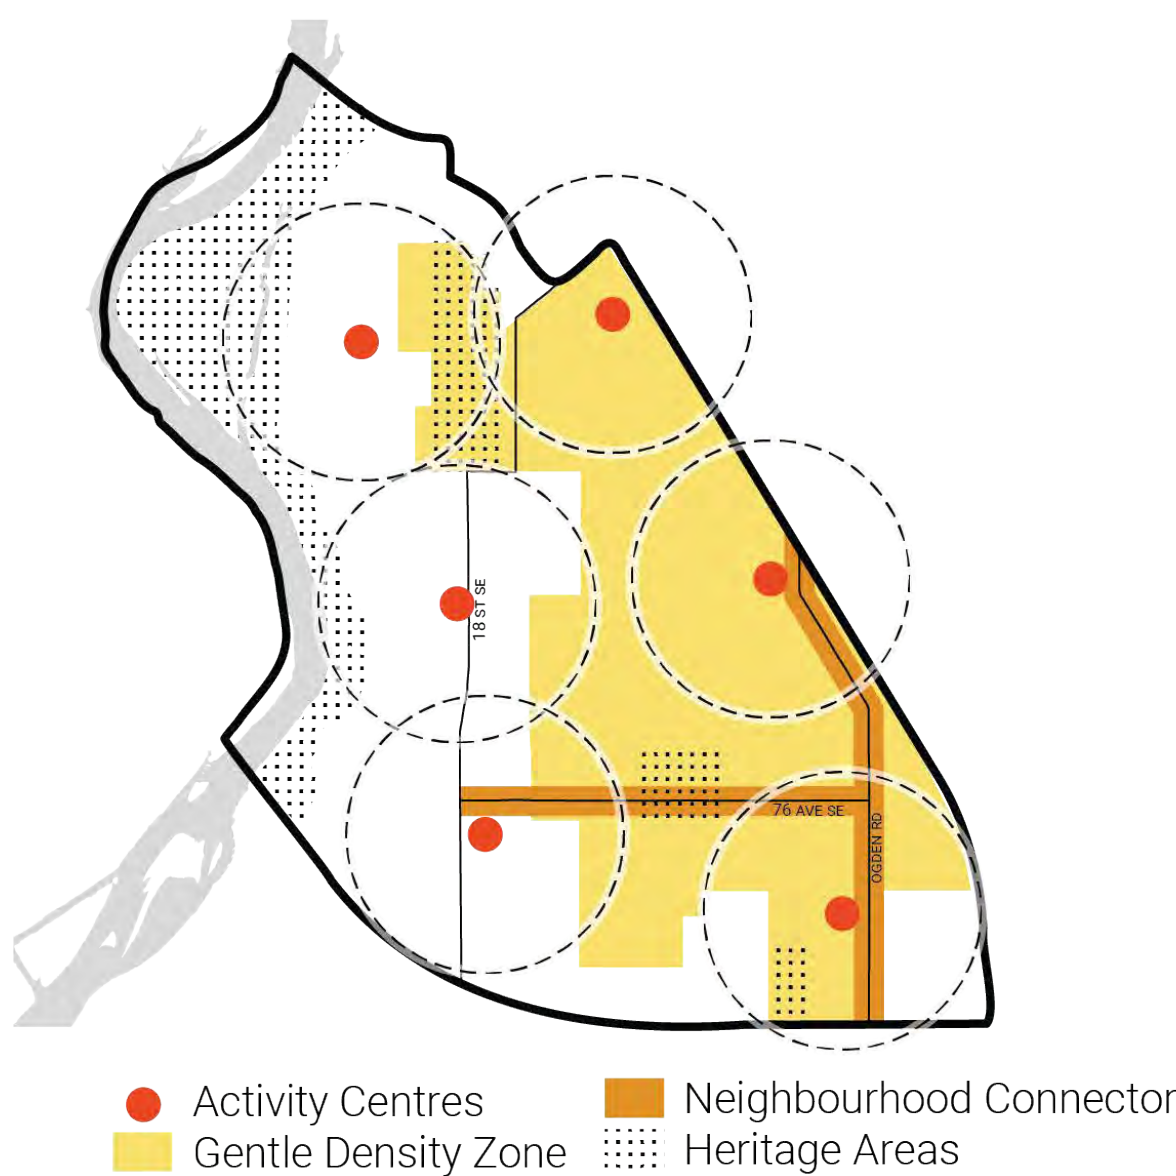 18 ST SE
76 AVE SE
OGDEN RD
Activity Centres
Neighbourhood Connector
Gentle Density Zone
Heritage Areas